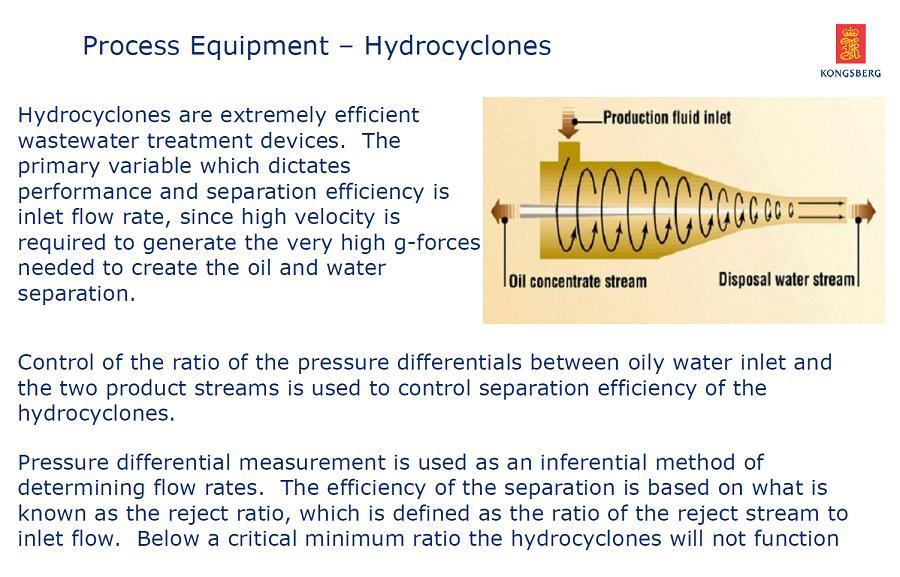 Process Equipment – Hydrocyclones
KONGSBERG
Hydrocyclones are extremely efficient
wastewater treatment devices.  The
primary variable which dictates
performance and separation efficiency is
inlet flow rate, since high velocity is
required to generate the very high g-forces
needed to create the oil and water
separation.
Production fluid inlet
Oil concentrate stream
Disposal water stream
Control of the ratio of the pressure differentials between oily water inlet and
the two product streams is used to control separation efficiency of the
hydrocyclones.
Pressure differential measurement is used as an inferential method of
determining flow rates.  The efficiency of the separation is based on what is
known as the reject ratio, which is defined as the ratio of the reject stream to
inlet flow.  Below a critical minimum ratio the hydrocyclones will not function